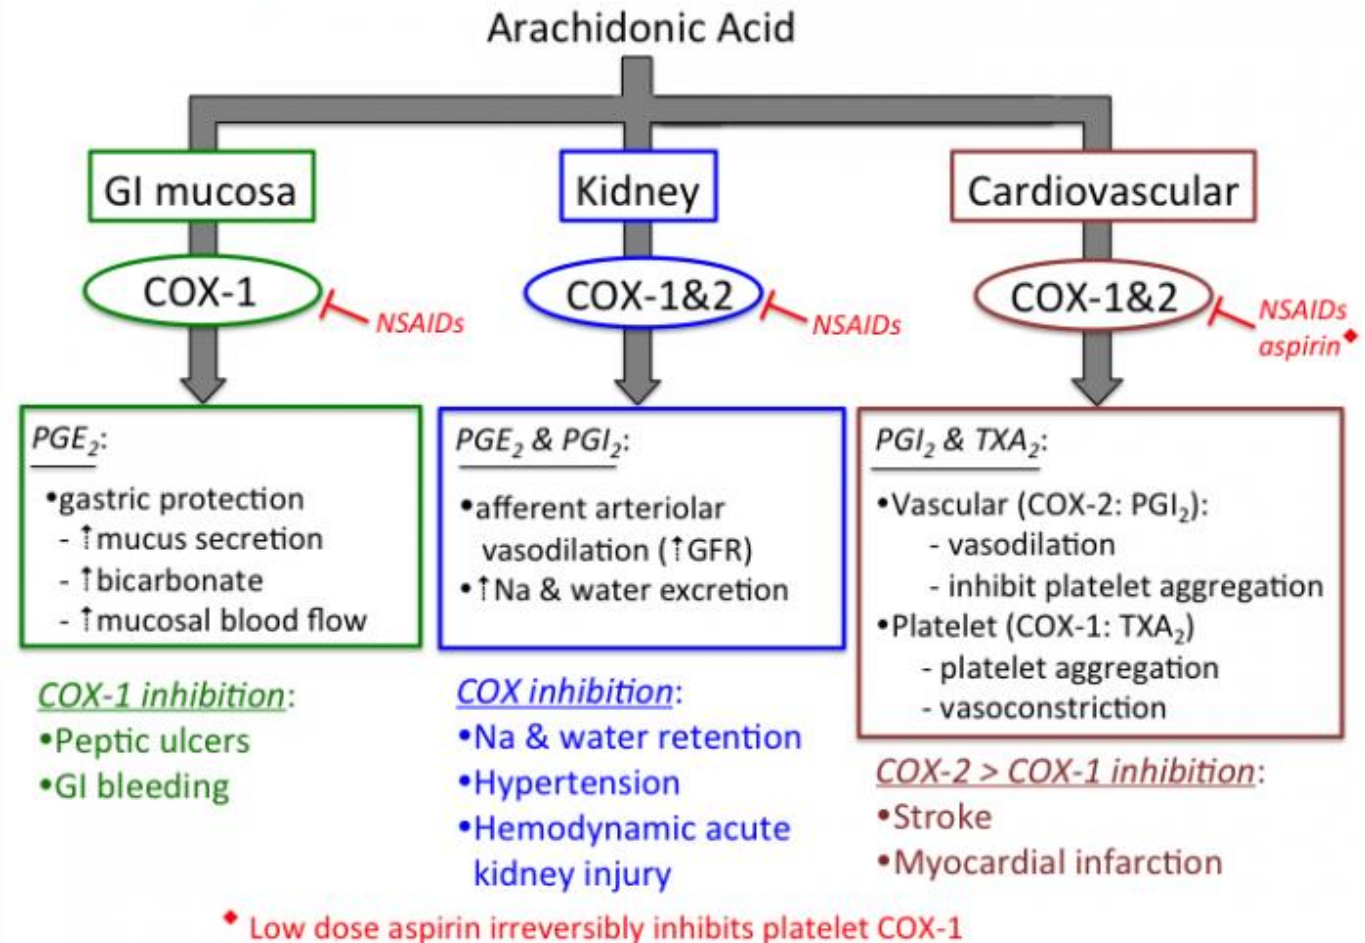 Arachidonic Acid
GI mucosa
COX-1
NSAIDs
PGE₂:
•gastric protection
- ⇡mucus secretion
- ⇡bicarbonate
- ⇡mucosal blood flow
COX-1 inhibition:
•Peptic ulcers
•GI bleeding
Kidney
COX-1&2
NSAIDs
PGE₂ & PGI₂:
•afferent arteriolar
vasodilation (⇡GFR)
•⇡Na & water excretion
COX inhibition:
•Na & water retention
•Hypertension
•Hemodynamic acute
kidney injury
Cardiovascular
COX-1&2
NSAIDs
aspirin◆
PGI₂ & TXA₂:
•Vascular (COX-2: PGI₂):
- vasodilation
- inhibit platelet aggregation
•Platelet (COX-1: TXA₂)
- platelet aggregation
- vasoconstriction
COX-2 > COX-1 inhibition:
•Stroke
•Myocardial infarction
◆ Low dose aspirin irreversibly inhibits platelet COX-1